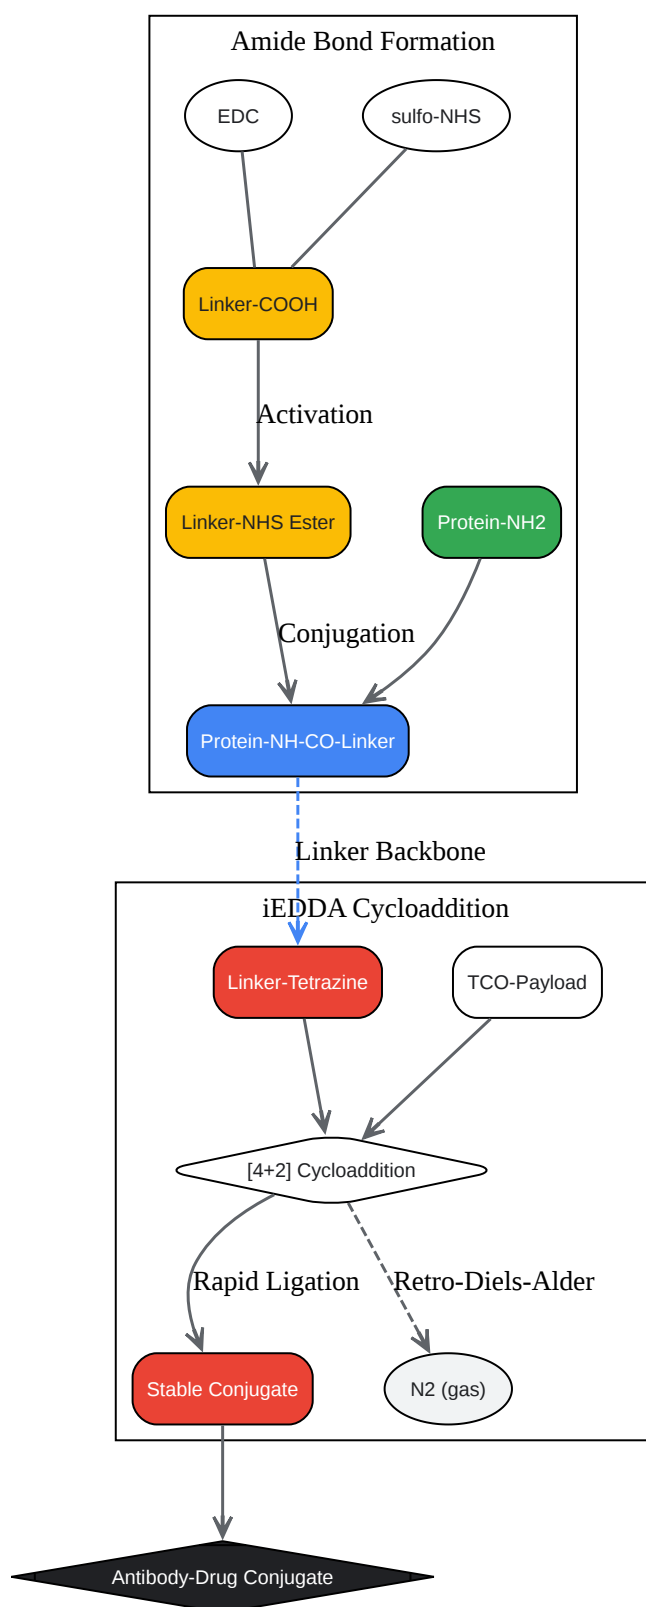 Amide Bond Formation
EDC
sulfo-NHS
Linker-COOH
Activation
Linker-NHS Ester
Protein-NH2
Conjugation
Protein-NH-CO-Linker
Linker Backbone
iEDDA Cycloaddition
Linker-Tetrazine
TCO-Payload
[4+2] Cycloaddition
Rapid Ligation
Retro-Diels-Alder
Stable Conjugate
N2 (gas)
Antibody-Drug Conjugate